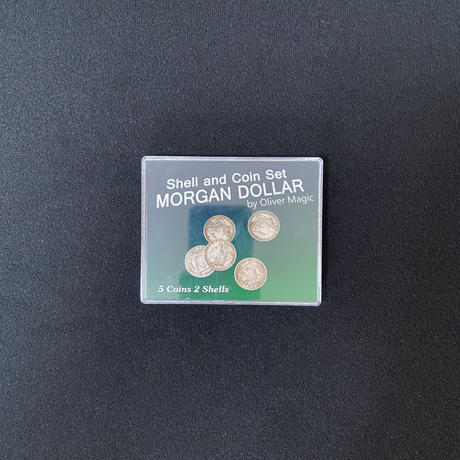 Shell and Coin Set
MORGAN DOLLAR
by Oliver Magic
5 Coins 2 Shells